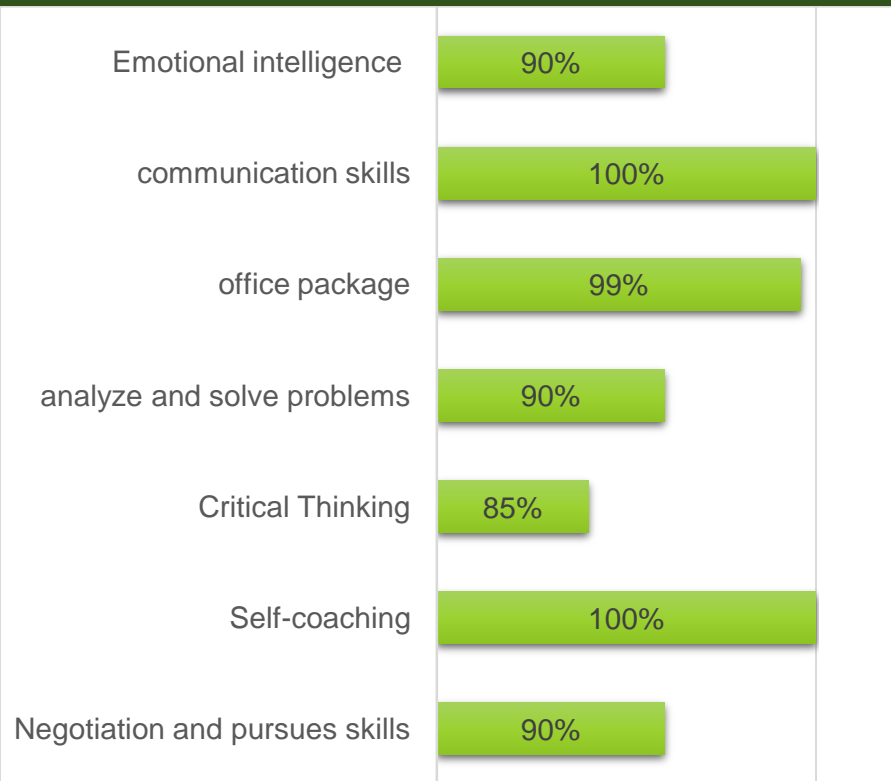 Emotional intelligence 90%
communication skills 100%
office package 99%
analyze and solve problems 90%
Critical Thinking 85%
Self-coaching 100%
Negotiation and pursues skills 90%